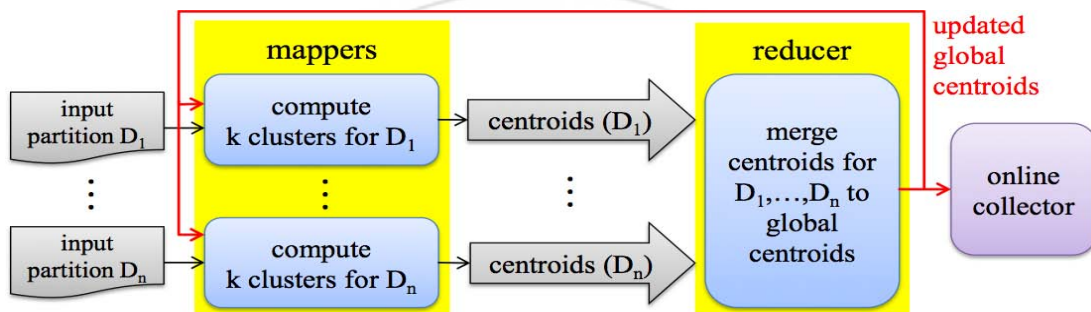 mappers
reducer
updated
global
centroids
input
partition D₁
compute
k clusters for D₁
centroids (D₁)
merge
centroids for
D₁,…,Dₙ to
global
centroids
online
collector
input
partition Dₙ
compute
k clusters for Dₙ
centroids (Dₙ)